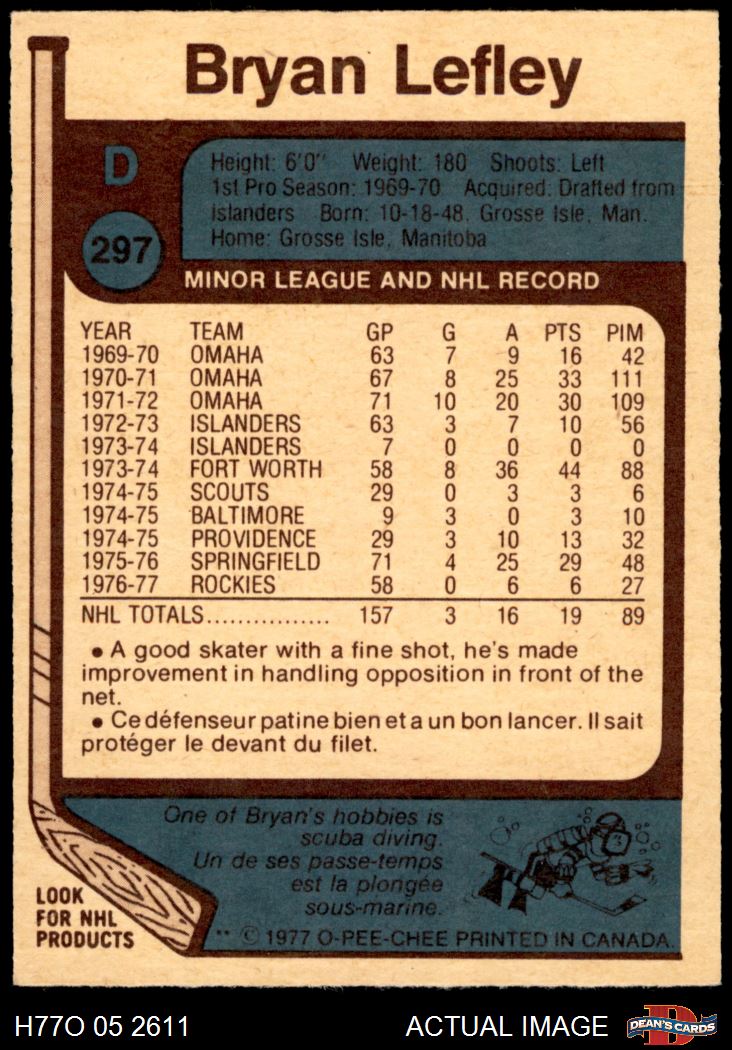 Bryan Lefley
D
Height: 6'0" Weight: 180 Shoots: Left
1st Pro Season: 1969-70 Acquired: Drafted from
Islanders Born: 10-18-48, Grosse Isle, Man.
Home: Grosse Isle, Manitoba
297
MINOR LEAGUE AND NHL RECORD
YEAR TEAM GP G A PTS PIM
1969-70 OMAHA 63 7 9 16 42
1970-71 OMAHA 67 8 25 33 111
1971-72 OMAHA 71 10 20 30 109
1972-73 ISLANDERS 63 3 7 10 56
1973-74 ISLANDERS 7 0 0 0 0
1973-74 FORT WORTH 58 8 36 44 88
1974-75 SCOUTS 29 0 3 3 6
1974-75 BALTIMORE 9 3 0 3 10
1974-75 PROVIDENCE 29 3 10 13 32
1975-76 SPRINGFIELD 71 4 25 29 48
1976-77 ROCKIES 58 0 6 6 27
NHL TOTALS................ 157 3 16 19 89
• A good skater with a fine shot, he's made
improvement in handling opposition in front of the
net.
• Ce défenseur patine bien et a un bon lancer. Il sait
protéger le devant du filet.
One of Bryan's hobbies is
scuba diving.
Un de ses passe-temps
est la plongée
sous-marine.
LOOK
FOR NHL
PRODUCTS
** © 1977 O-PEE-CHEE PRINTED IN CANADA.
H77O 05 2611 ACTUAL IMAGE
D
DEAN'S CARDS